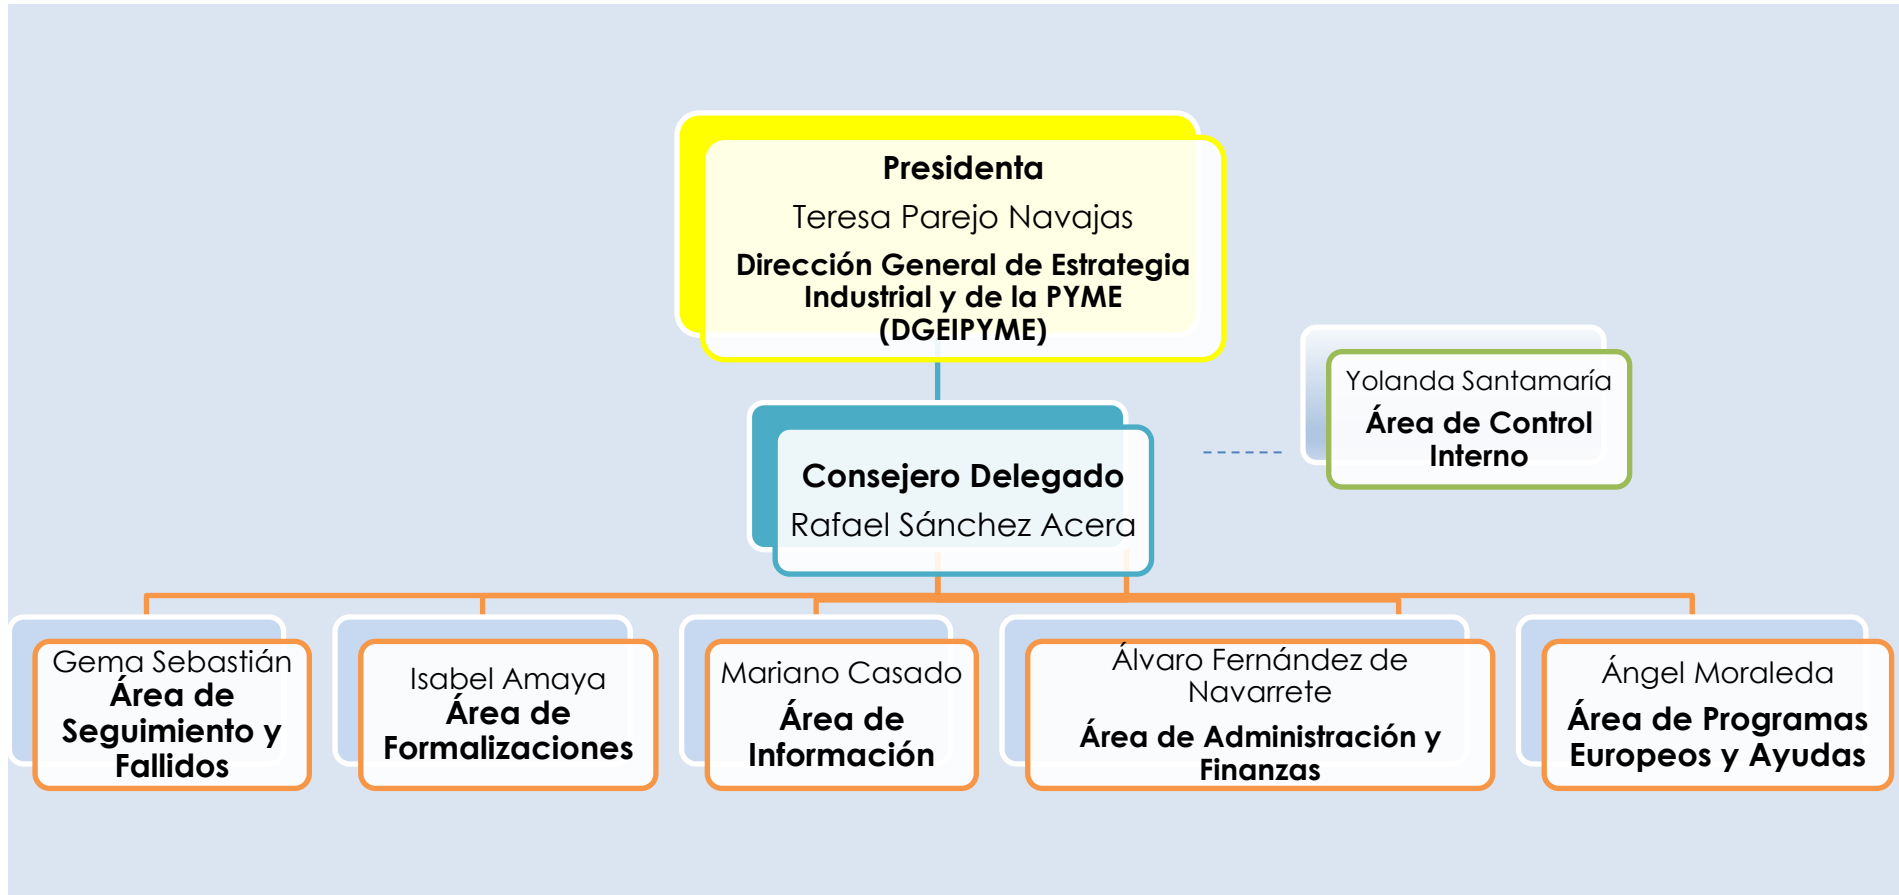 Presidenta
Teresa Parejo Navajas
Dirección General de Estrategia
Industrial y de la PYME
(DGEIPYME)
Yolanda Santamaría
Área de Control
Interno
Consejero Delegado
Rafael Sánchez Acera
Gema Sebastián
Área de
Seguimiento y
Fallidos
Isabel Amaya
Área de
Formalizaciones
Mariano Casado
Área de
Información
Álvaro Fernández de
Navarrete
Área de Administración y
Finanzas
Ángel Moraleda
Área de Programas
Europeos y Ayudas